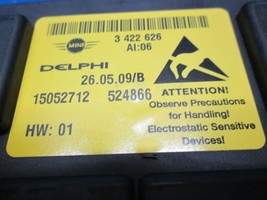 MINI
3 422 626
AI:06
DELPHI
26.05.09/B
15052712 524866
HW: 01
ATTENTION!
Observe Precautions
for Handling!
Electrostatic Sensitive
Devices!